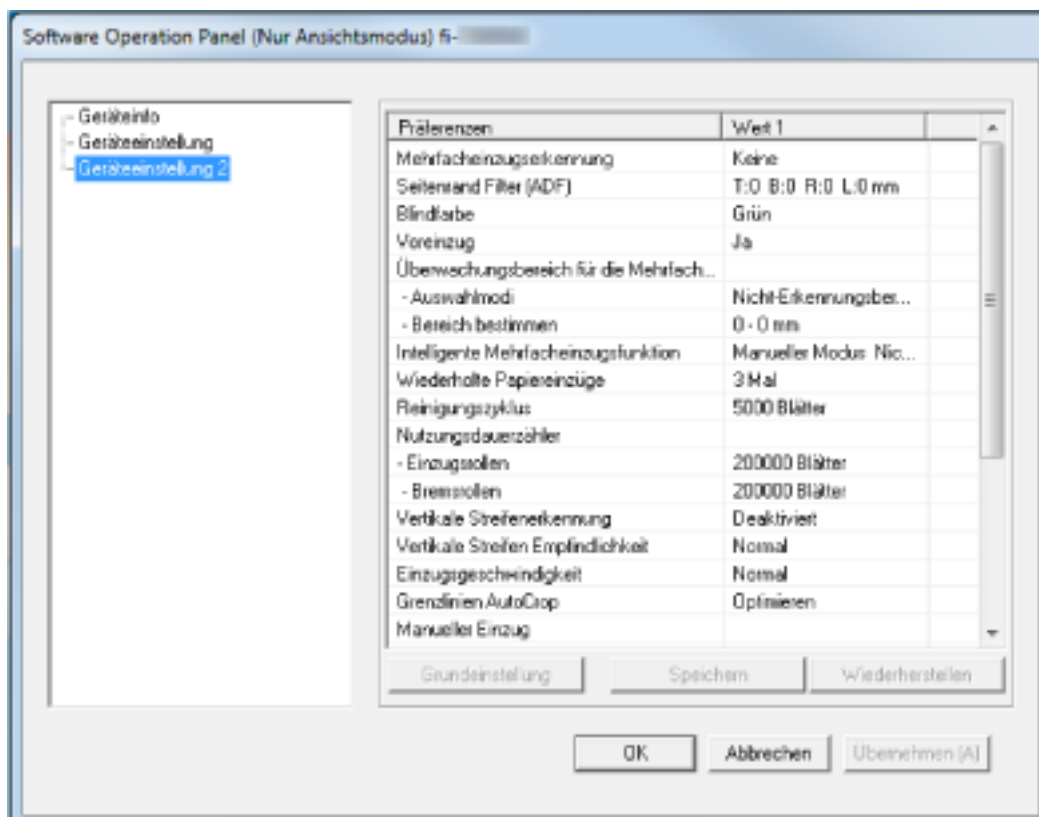 Software Operation Panel (Nur Ansichtsmodus) fi-
Geräteinfo
Geräteeinstellung
Geräteeinstellung 2
Präferenzen Wert 1
Mehrfacheinzugserkennung Keine
Seitenrand Filter (ADF) T:0 B:0 R:0 L:0 mm
Blindfarbe Grün
Voreinzug Ja
Überwachungsbereich für die Mehrfach...
- Auswahlmodi Nicht-Erkennungsber...
- Bereich bestimmen 0 - 0 mm
Intelligente Mehrfacheinzugsfunktion Manueller Modus Nic...
Wiederholte Papiereinzüge 3 Mal
Reinigungszyklus 5000 Blätter
Nutzungsdauerzähler
- Einzugsrollen 200000 Blätter
- Bremsrollen 200000 Blätter
Vertikale Streifenerkennung Deaktiviert
Vertikale Streifen Empfindlichkeit Normal
Einzugsgeschwindigkeit Normal
Grenzlinien AutoCrop Optimieren
Manueller Einzug
Grundeinstellung Speichern Wiederherstellen
OK Abbrechen Übernehmen (A)